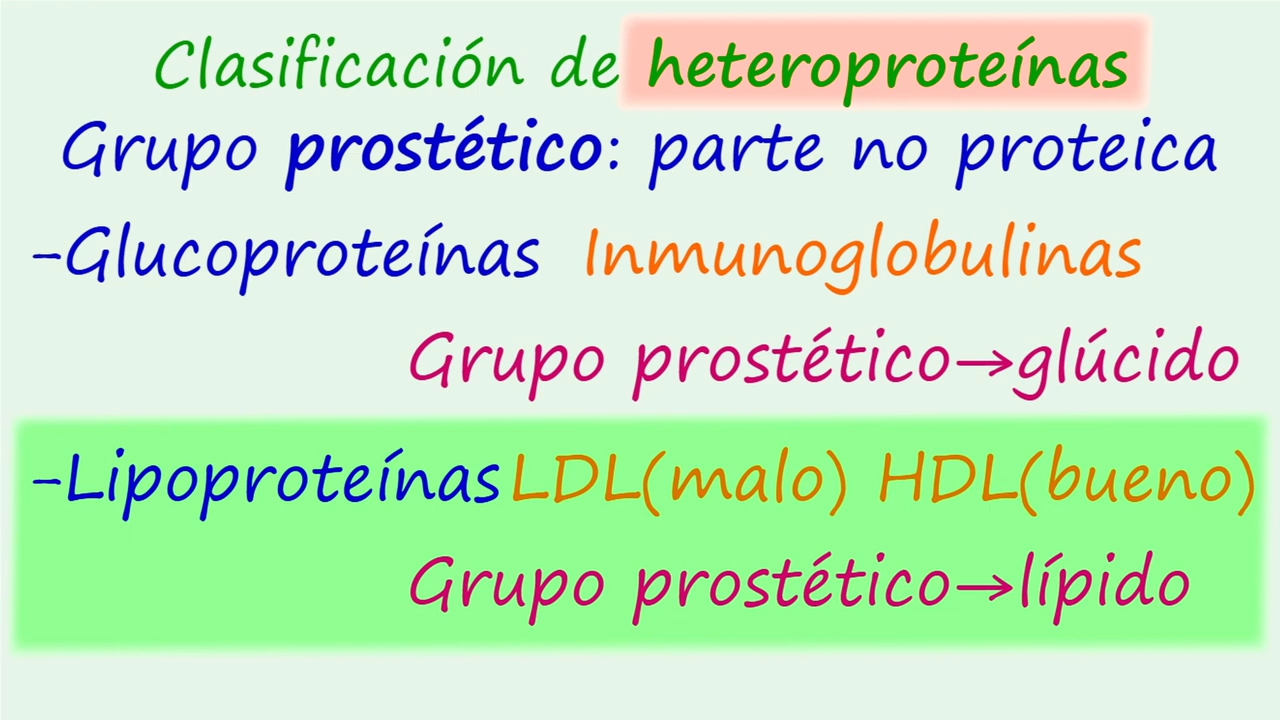 Clasificación de heteroproteínas
Grupo prostético: parte no proteica
-Glucoproteínas Inmunoglobulinas
Grupo prostético→glúcido
-Lipoproteínas LDL(malo) HDL(bueno)
Grupo prostético→lípido